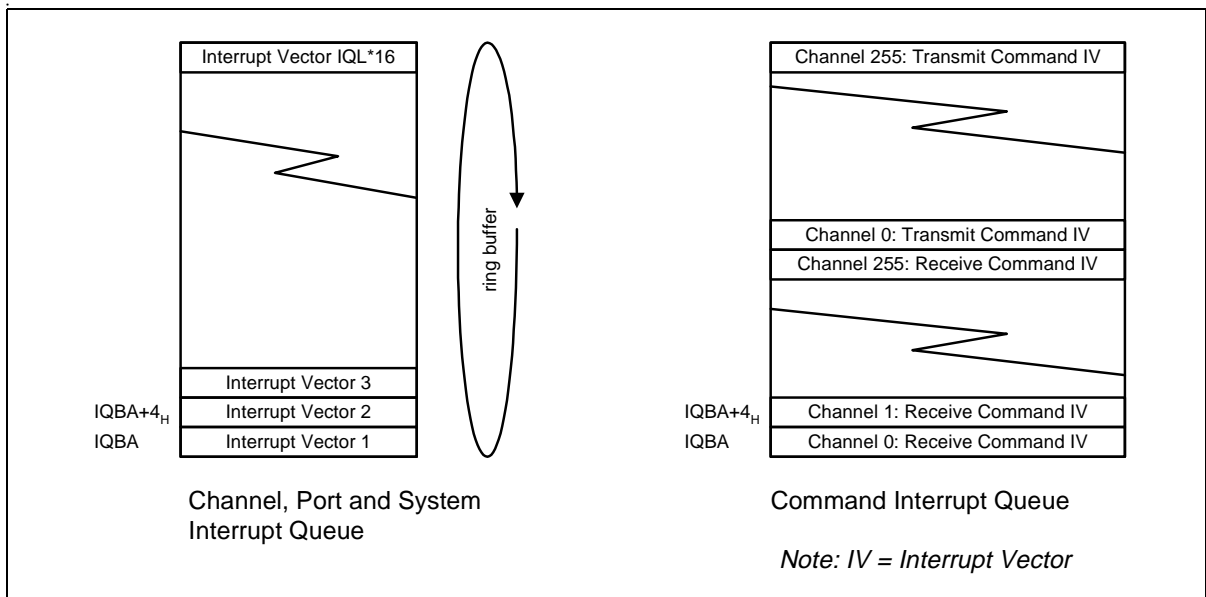 Interrupt Vector IQL*16
Interrupt Vector 3
IQBA+4H Interrupt Vector 2
IQBA Interrupt Vector 1
ring buffer
Channel, Port and System
Interrupt Queue
Channel 255: Transmit Command IV
Channel 0: Transmit Command IV
Channel 255: Receive Command IV
IQBA+4H Channel 1: Receive Command IV
IQBA Channel 0: Receive Command IV
Command Interrupt Queue
Note: IV = Interrupt Vector